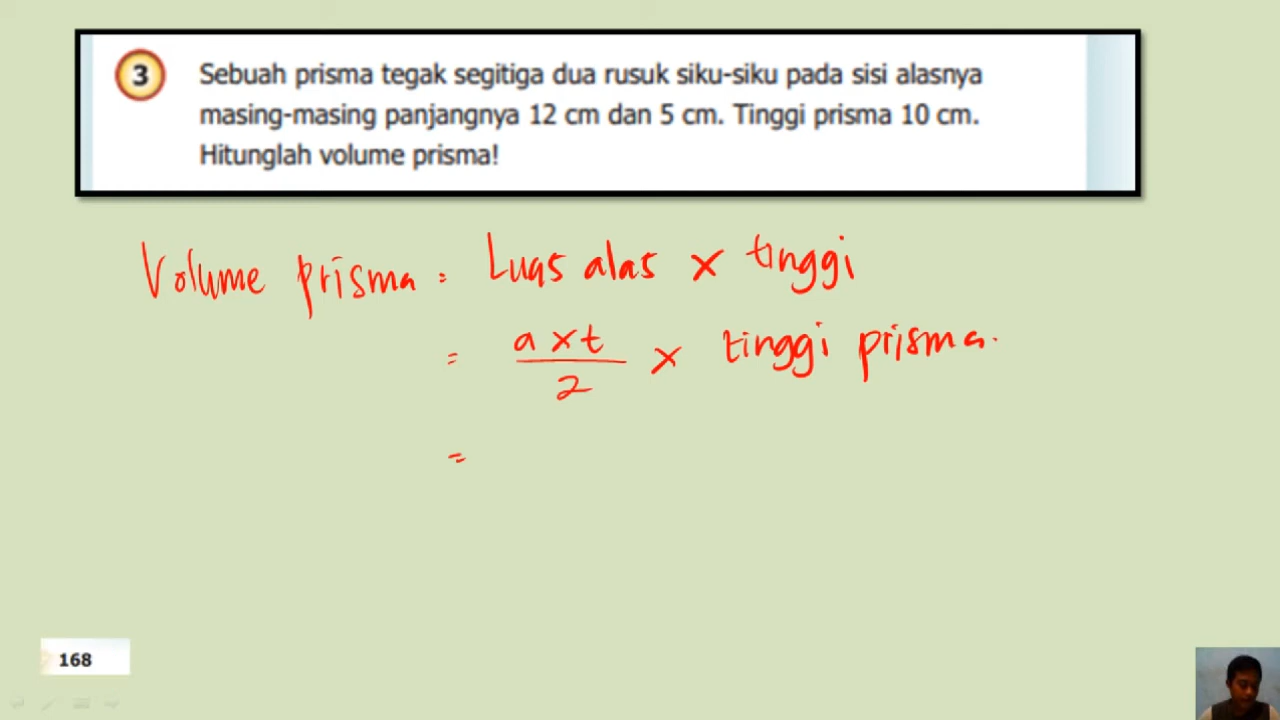 3 Sebuah prisma tegak segitiga dua rusuk siku-siku pada sisi alasnya
masing-masing panjangnya 12 cm dan 5 cm. Tinggi prisma 10 cm.
Hitunglah volume prisma!
Volume prisma = Luas alas x tinggi
= a x t / 2 x tinggi prisma.
=
168